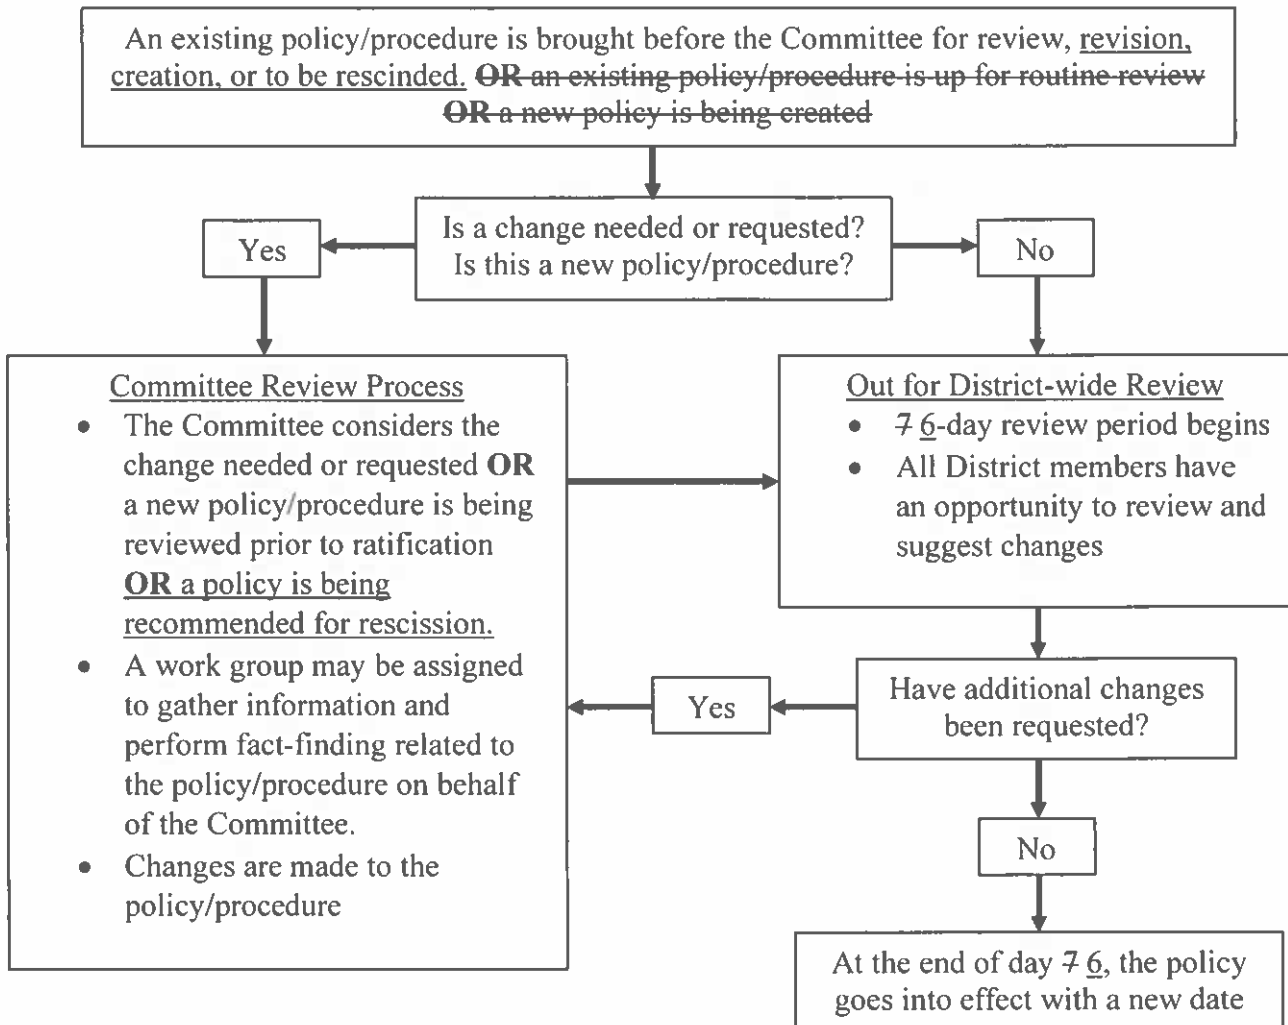 An existing policy/procedure is brought before the Committee for review, revision,
creation, or to be rescinded. OR an existing policy/procedure is up for routine review
OR a new policy is being created
Is a change needed or requested?
Is this a new policy/procedure?
Yes
No
Committee Review Process
• The Committee considers the
change needed or requested OR
a new policy/procedure is being
reviewed prior to ratification
OR a policy is being
recommended for rescission.
• A work group may be assigned
to gather information and
perform fact-finding related to
the policy/procedure on behalf
of the Committee.
• Changes are made to the
policy/procedure
Out for District-wide Review
• 7 6-day review period begins
• All District members have
an opportunity to review and
suggest changes
Have additional changes
been requested?
Yes
No
At the end of day 7 6, the policy
goes into effect with a new date